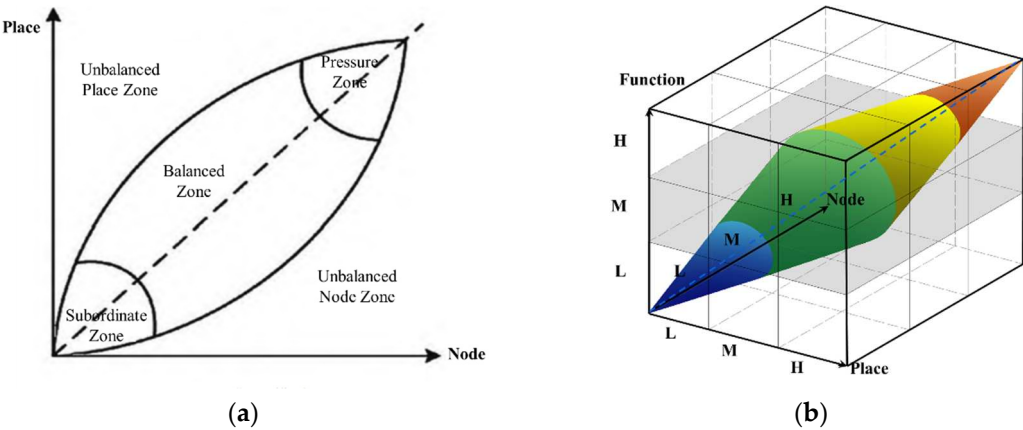 Place
Unbalanced
Place Zone
Pressure
Zone
Balanced
Zone
Unbalanced
Node Zone
Subordinate
Zone
Node
(a)
Function
H
M
L
H
Node
M
L
L
M
H
Place
(b)